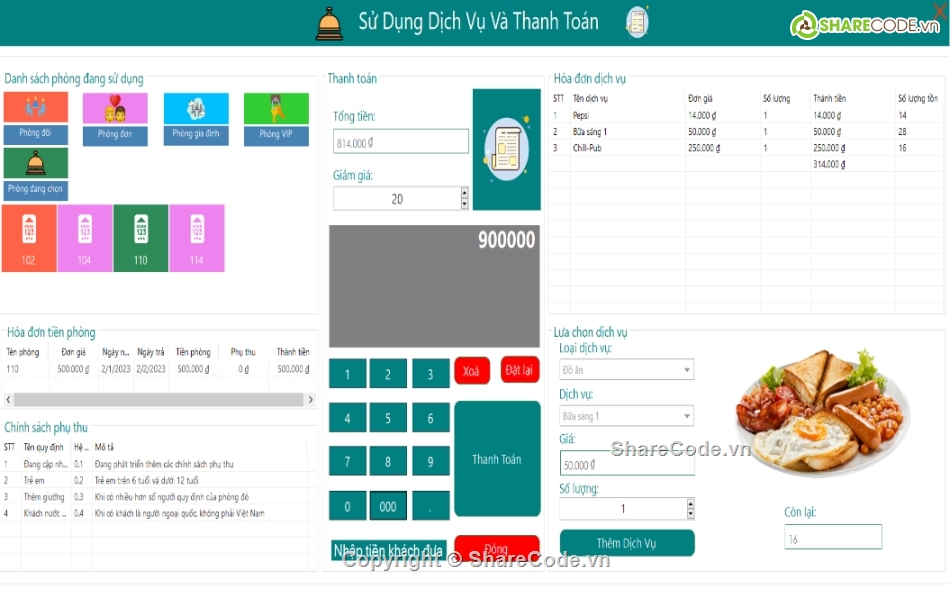 Sử Dụng Dịch Vụ Và Thanh Toán
SHARECODE.VN
Danh sách phòng đang sử dụng
Phòng đôi
Phòng đơn
Phòng gia đình
Phòng VIP
Phòng đang chọn
102
104
110
114
Hóa đơn tiền phòng
Tên phòng Đơn giá Ngày n... Ngày trả Tiền phòng Phụ thu Thành tiền
110 500.000 ₫ 2/1/2023 2/2/2023 500.000 ₫ 0 ₫ 500.000 ₫
Chính sách phụ thu
STT Tên quy định Hệ ... Mô tả
1 Đang cập nh... 0.1 Đang phát triển thêm các chính sách phụ thu
2 Trẻ em 0.2 Trẻ em trên 6 tuổi và dưới 12 tuổi
3 Thêm giường 0.3 Khi có nhiều hơn số người quy định của phòng đó
4 Khách nước ... 0.4 Khi có khách là người ngoại quốc, không phải Việt Nam
Thanh toán
Tổng tiền:
814.000 ₫
Giảm giá:
20
900000
1 2 3 Xoá Đặt lại
4 5 6
7 8 9 Thanh Toán
0 000 .
Nhập tiền khách đưa
Đóng
Hóa đơn dịch vụ
STT Tên dịch vụ Đơn giá Số lượng Thành tiền Số lượng tồn
1 Pepsi 14.000 ₫ 1 14.000 ₫ 14
2 Bữa sáng 1 50.000 ₫ 1 50.000 ₫ 28
3 Chill-Pub 250.000 ₫ 1 250.000 ₫ 16
314.000 ₫
Lựa chọn dịch vụ
Loại dịch vụ:
Đồ ăn
Dịch vụ:
Bữa sáng 1
Giá:
50.000 ₫
Số lượng:
1
Thêm Dịch Vụ
Còn lại:
16
ShareCode.vn
Copyright © ShareCode.vn